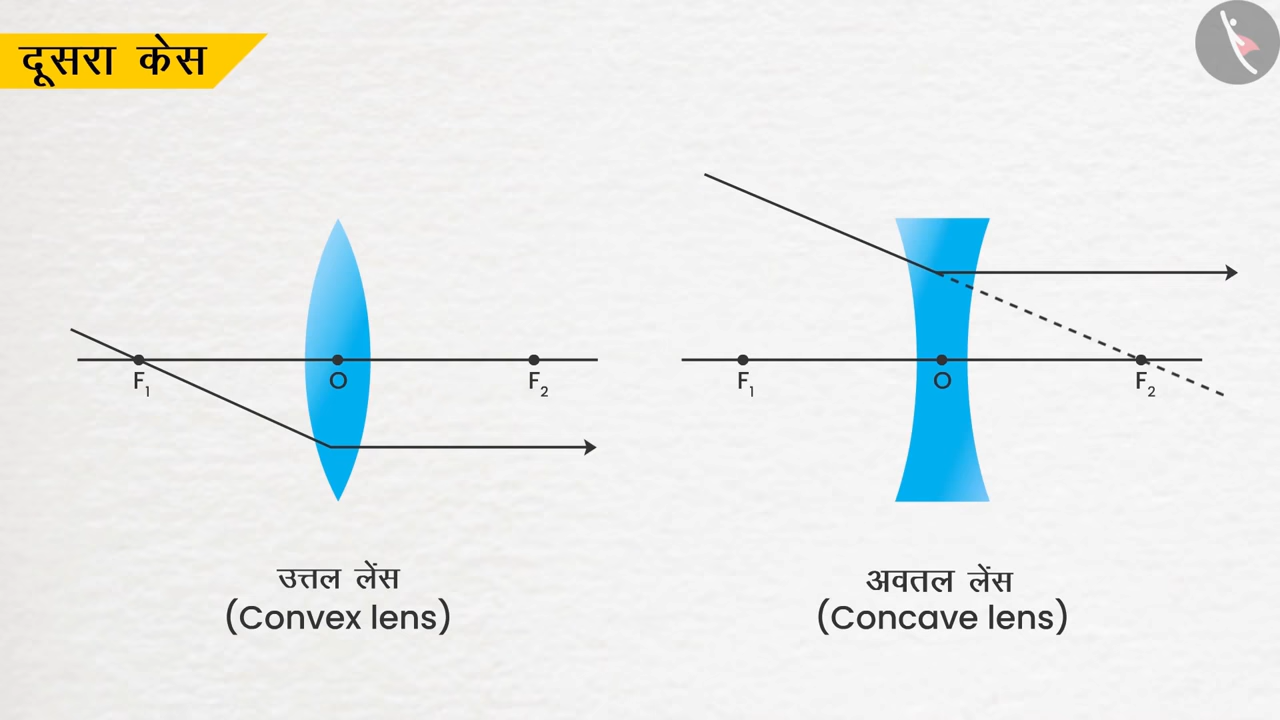 दूसरा केस
F₁
O
F₂
F₁
O
F₂
उत्तल लेंस
(Convex lens)
अवतल लेंस
(Concave lens)